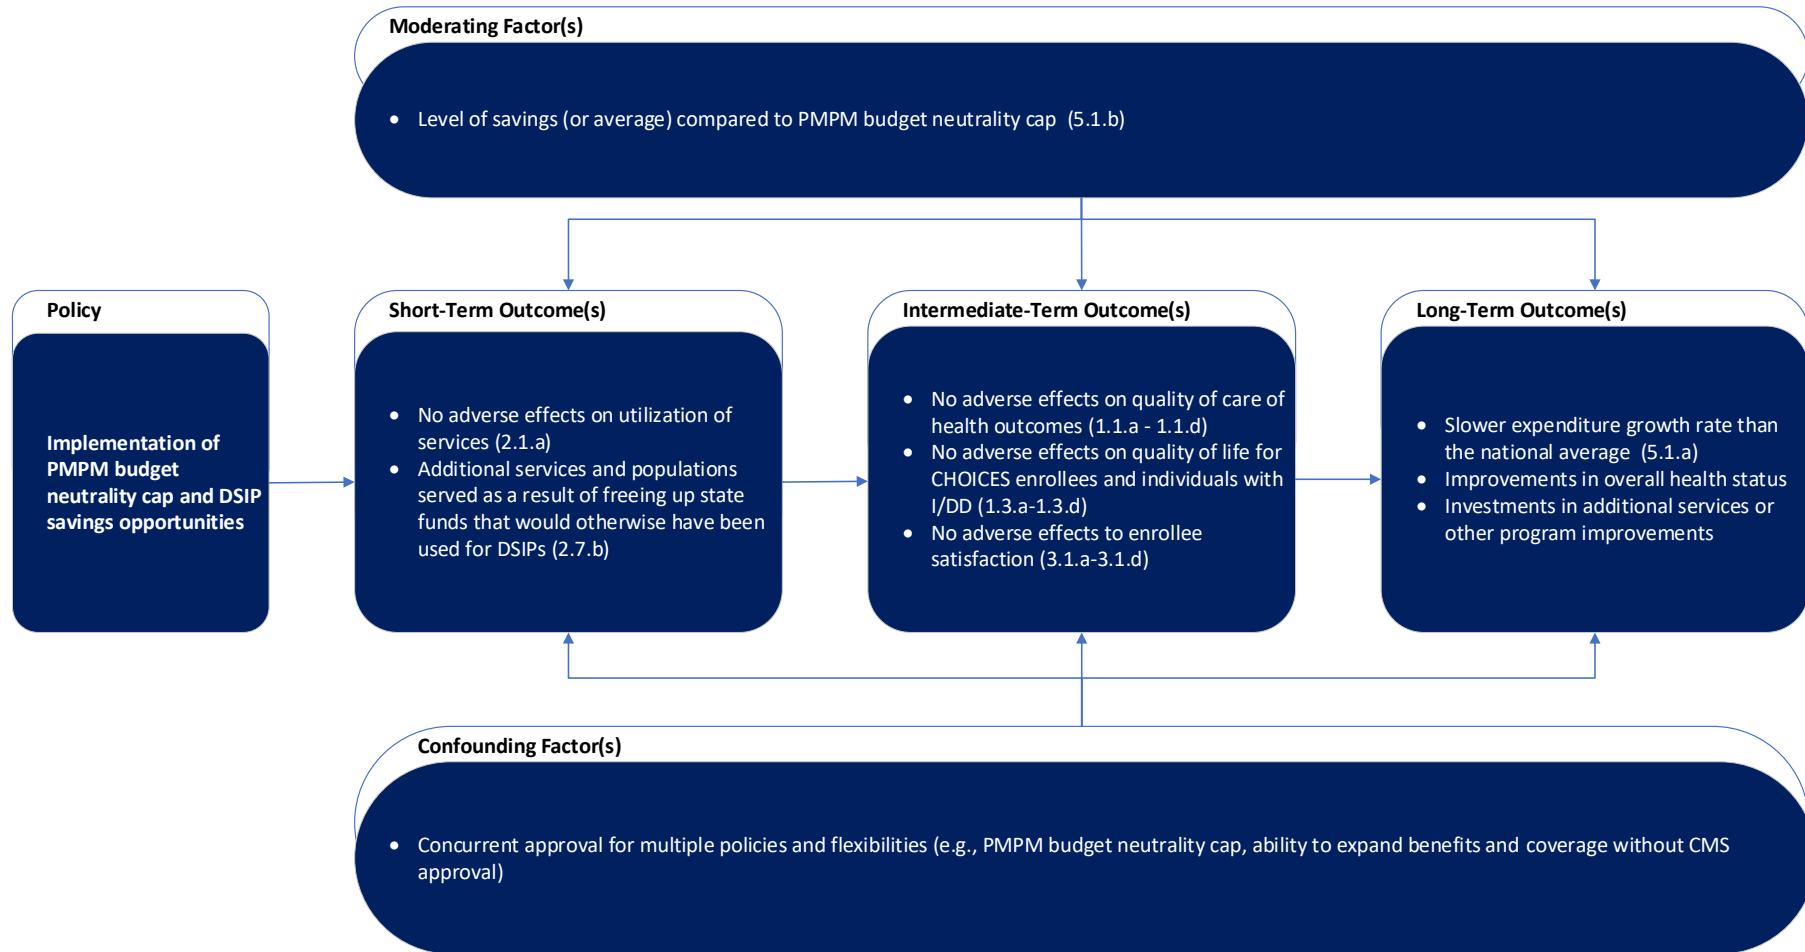 Moderating Factor(s)
• Level of savings (or average) compared to PMPM budget neutrality cap (5.1.b)
Policy
Implementation of
PMPM budget
neutrality cap and DSIP
savings opportunities
Short-Term Outcome(s)
• No adverse effects on utilization of
services (2.1.a)
• Additional services and populations
served as a result of freeing up state
funds that would otherwise have been
used for DSIPs (2.7.b)
Intermediate-Term Outcome(s)
• No adverse effects on quality of care of
health outcomes (1.1.a - 1.1.d)
• No adverse effects on quality of life for
CHOICES enrollees and individuals with
I/DD (1.3.a-1.3.d)
• No adverse effects to enrollee
satisfaction (3.1.a-3.1.d)
Long-Term Outcome(s)
• Slower expenditure growth rate than
the national average (5.1.a)
• Improvements in overall health status
• Investments in additional services or
other program improvements
Confounding Factor(s)
• Concurrent approval for multiple policies and flexibilities (e.g., PMPM budget neutrality cap, ability to expand benefits and coverage without CMS
approval)